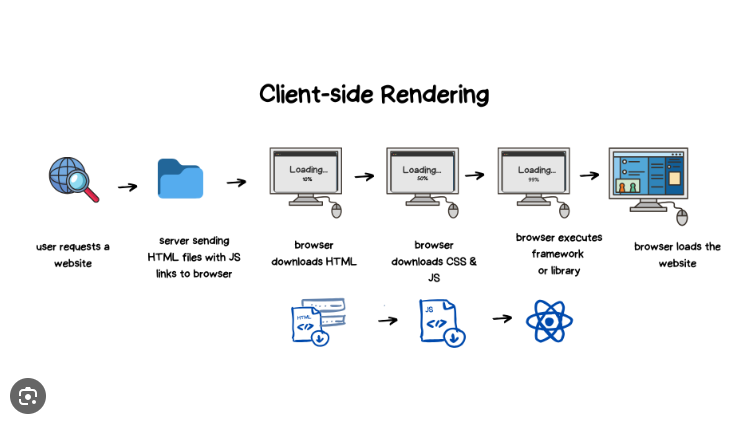 Client-side Rendering
Loading...
10%
Loading...
50%
Loading...
99%
user requests a
website
server sending
HTML files with JS
links to browser
browser
downloads HTML
browser
downloads CSS &
JS
browser executes
framework
or library
browser loads the
website
HTML
</>
JS
</>